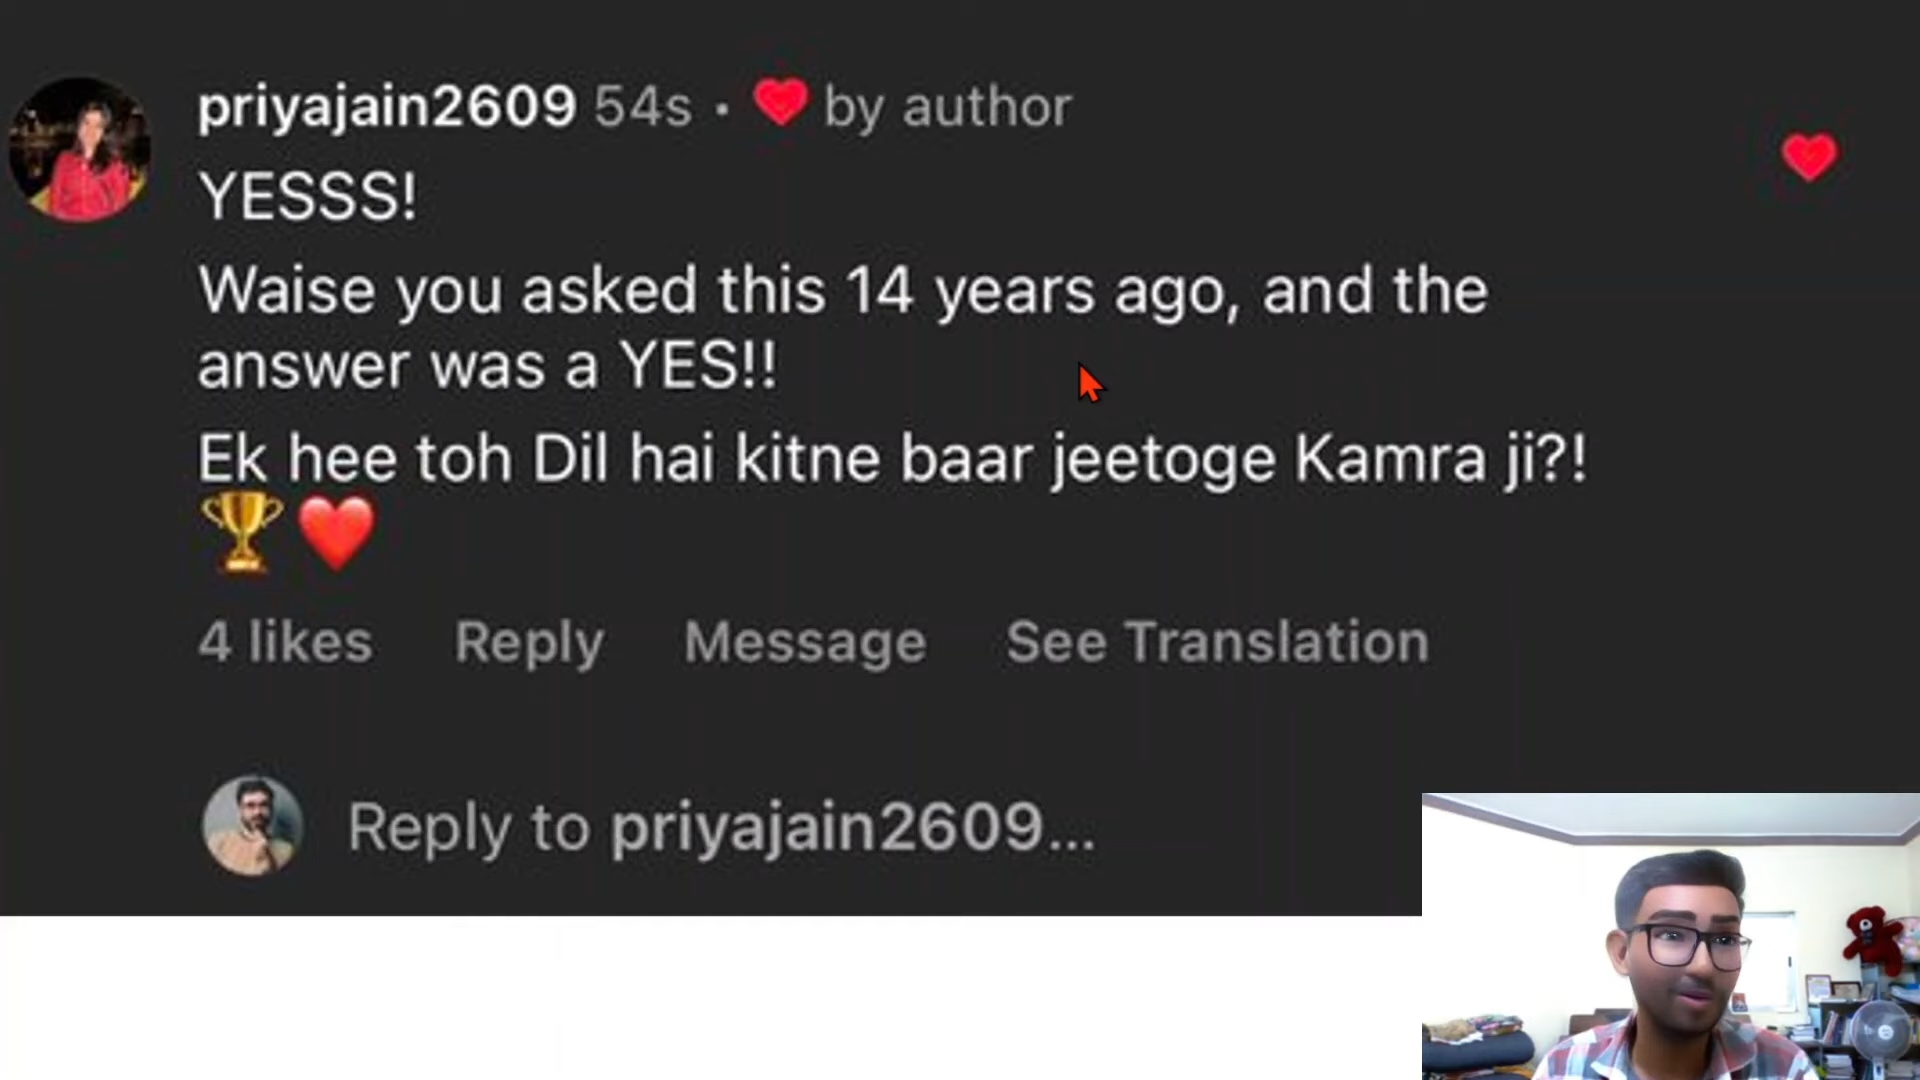 priyajain2609 54s · ❤️ by author
YESSS!
Waise you asked this 14 years ago, and the
answer was a YES!!
Ek hee toh Dil hai kitne baar jeetoge Kamra ji?!
🏆❤️
4 likes Reply Message See Translation
Reply to priyajain2609...